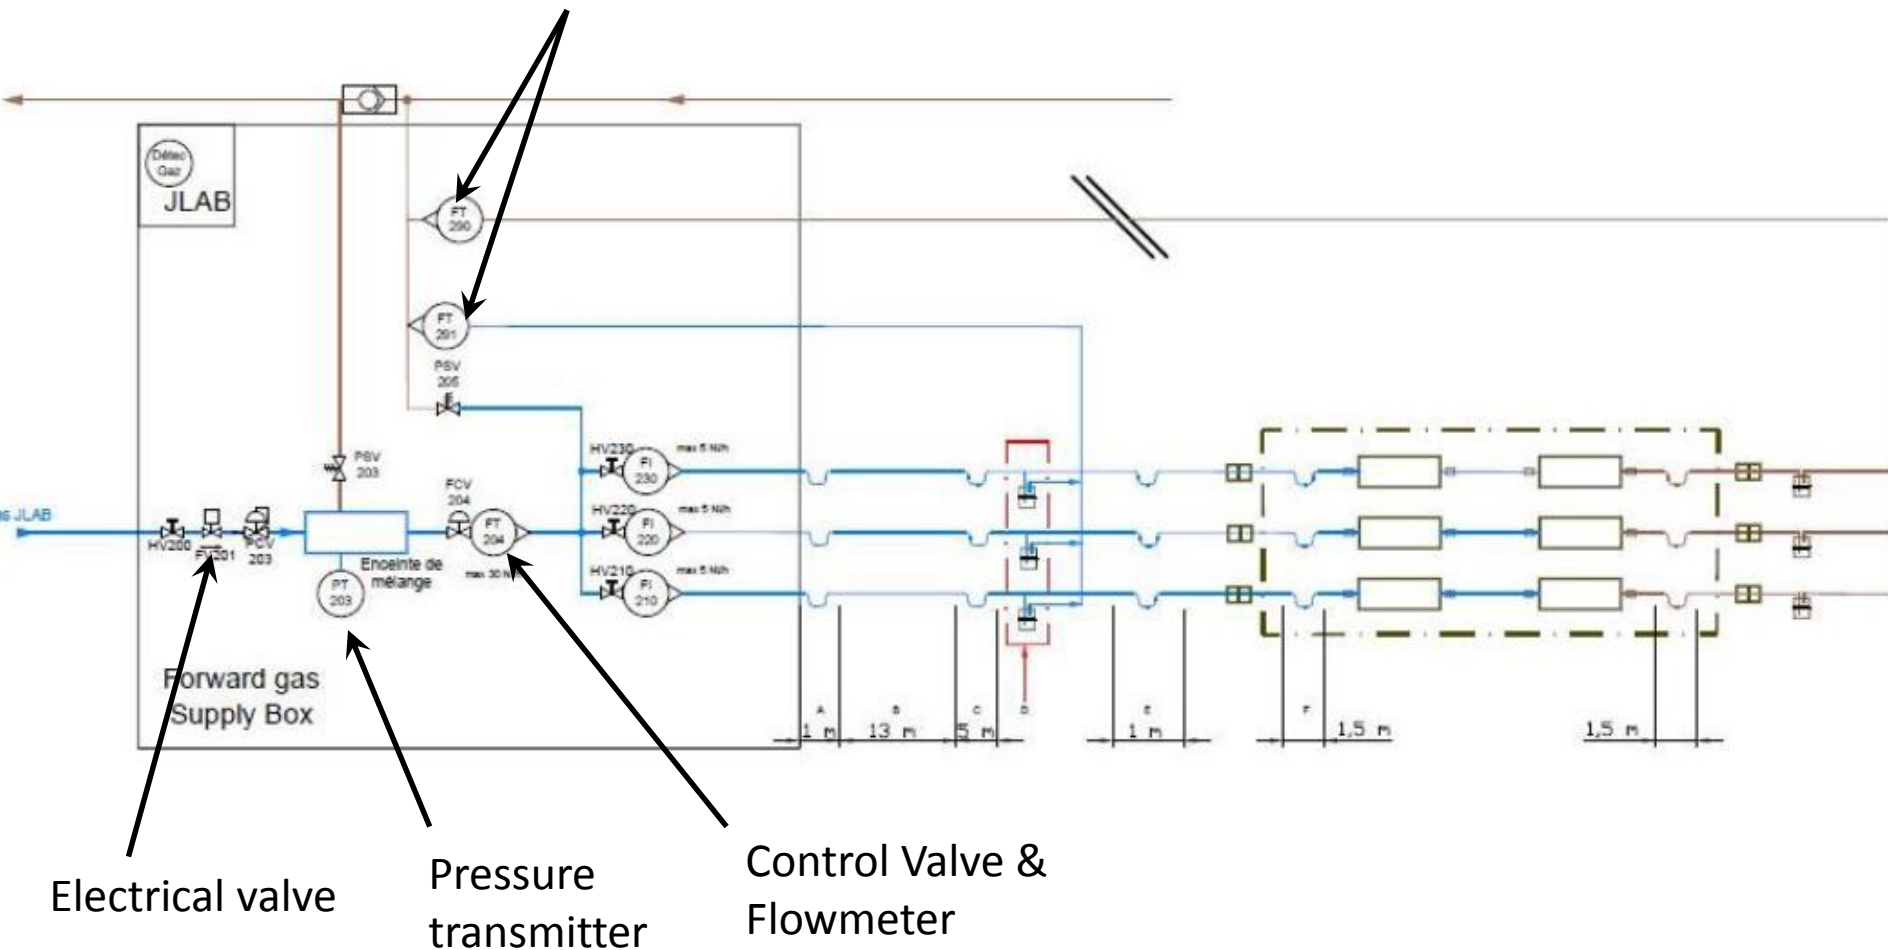 Détec
Gaz
JLAB
FT
290
FT
291
PSV
205
PSV
203
HV230
FI
230
max 5 Nl/h
FCV
204
JLAB
HV200
FV201
PCV
203
FT
204
HV220
FI
220
max 5 Nl/h
Enceinte de
mélange
max 30
PT
203
HV210
FI
210
max 5 Nl/h
Forward gas
Supply Box
A
B
C
D
E
F
1 m
13 m
5 m
1 m
1,5 m
1,5 m
Electrical valve
Pressure
transmitter
Control Valve &
Flowmeter